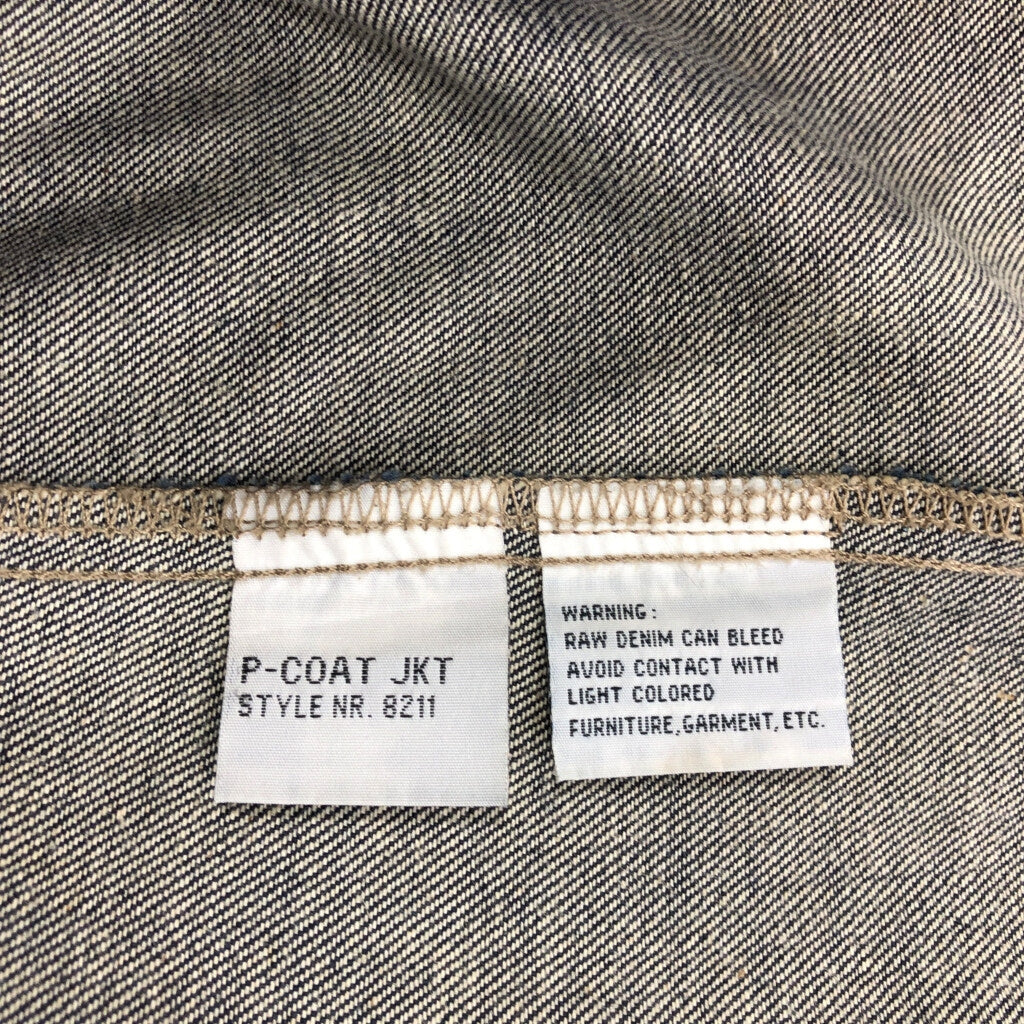 P-COAT JKT
STYLE NR. 8211
WARNING:
RAW DENIM CAN BLEED
AVOID CONTACT WITH
LIGHT COLORED
FURNITURE,GARMENT,ETC.